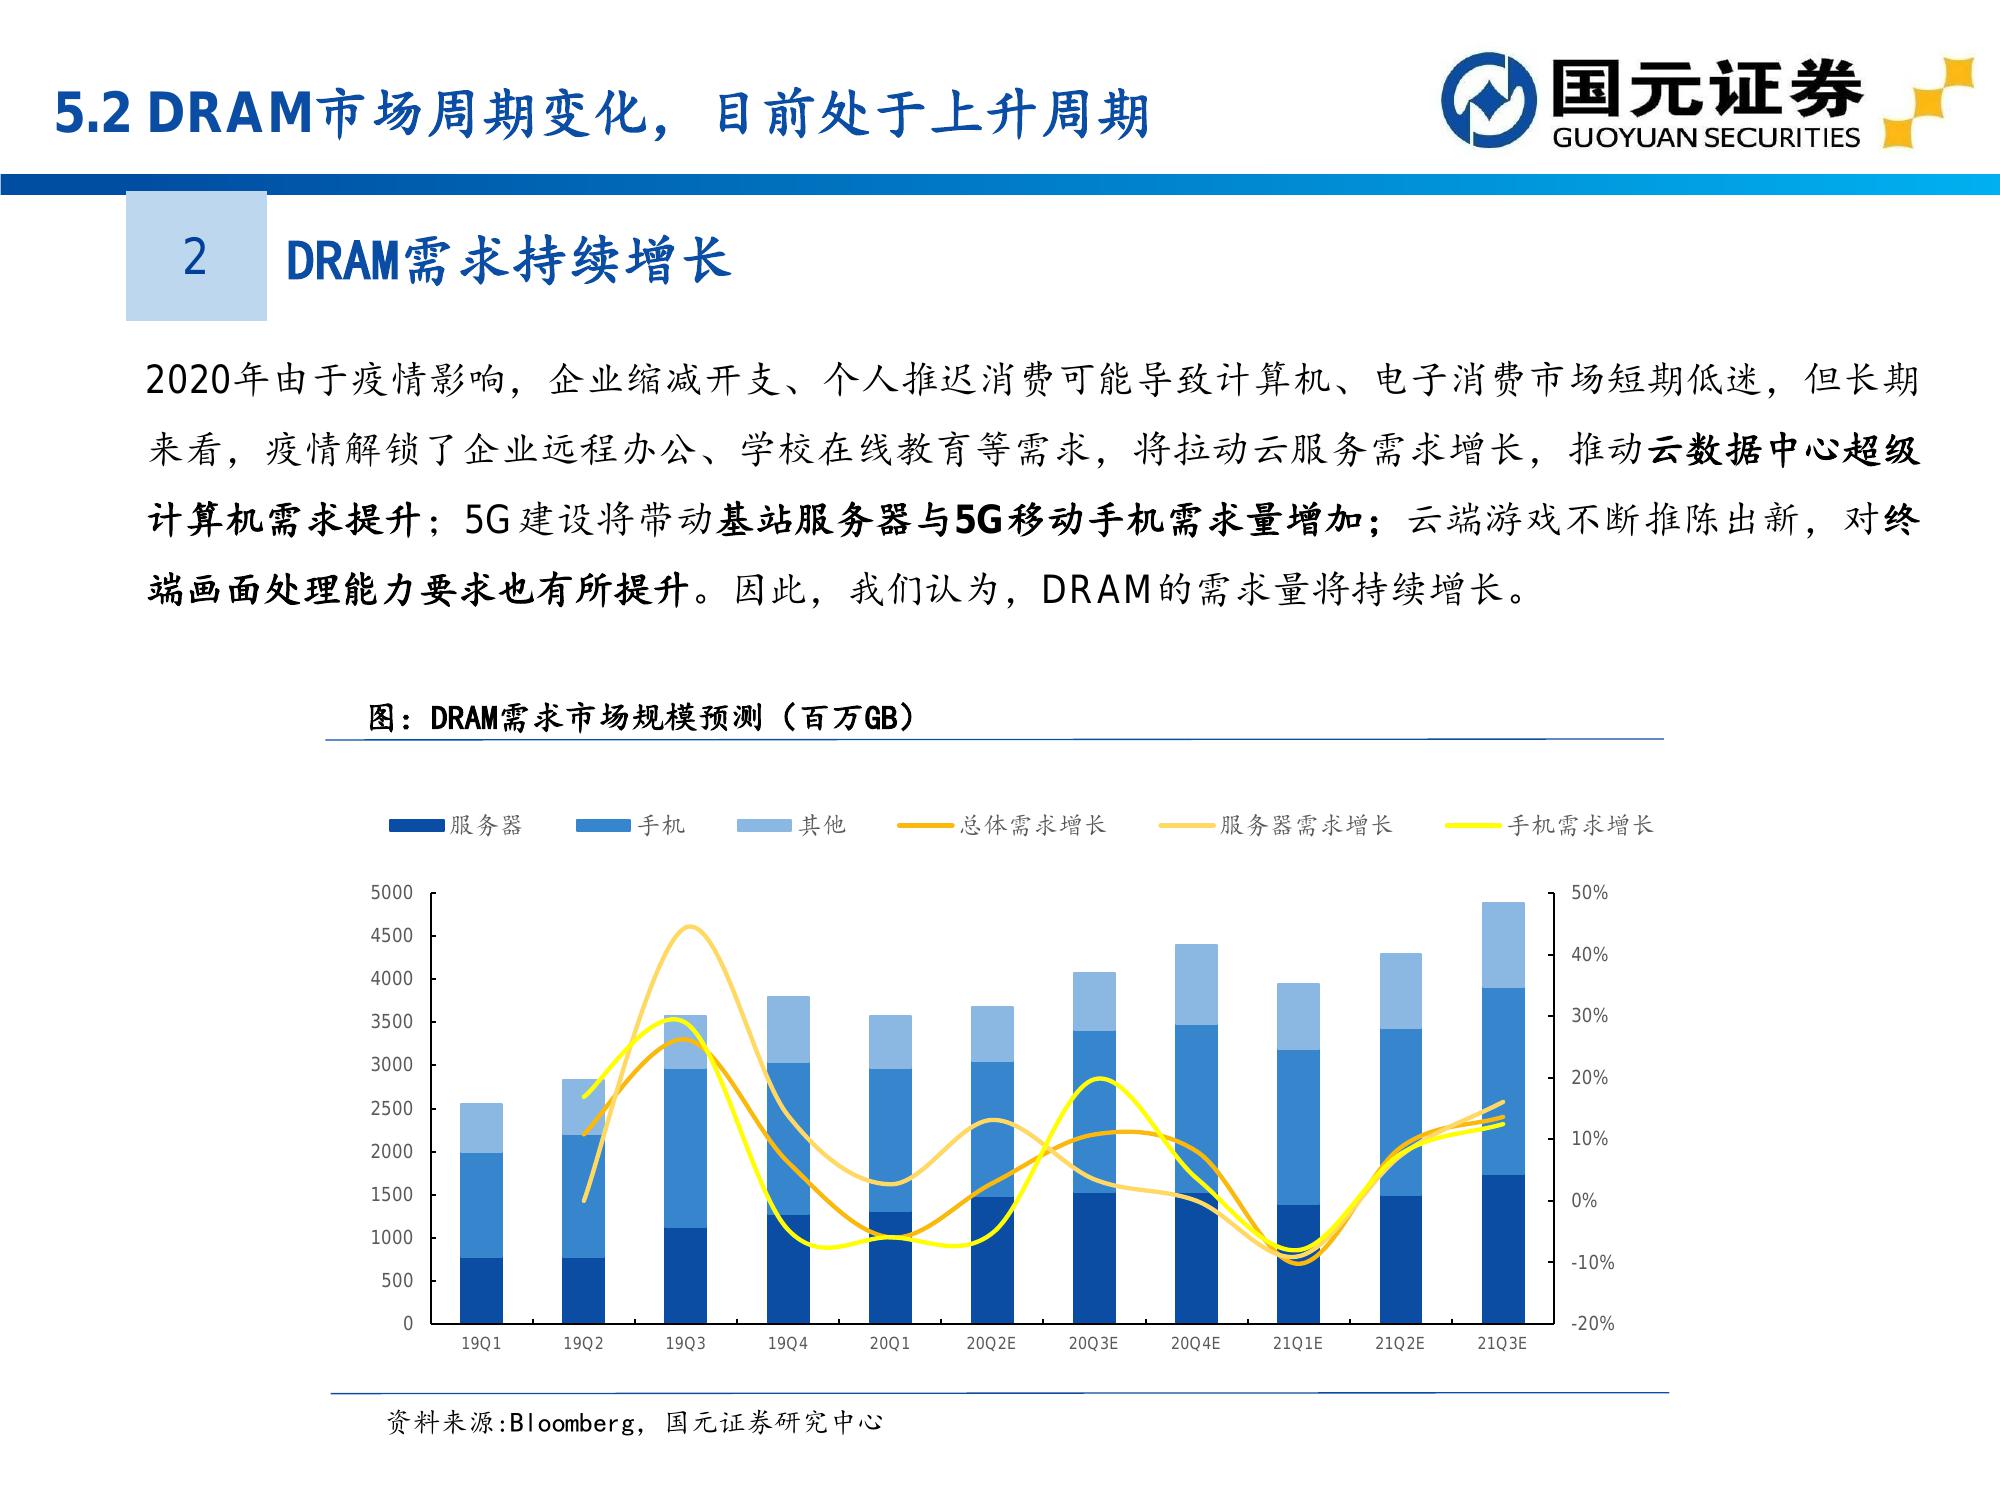 5.2 DRAM市场周期变化，目前处于上升周期
国元证券
GUOYUAN SECURITIES
2
DRAM需求持续增长
2020年由于疫情影响，企业缩减开支、个人推迟消费可能导致计算机、电子消费市场短期低迷，但长期
来看，疫情解锁了企业远程办公、学校在线教育等需求，将拉动云服务需求增长，推动云数据中心超级
计算机需求提升；5G建设将带动基站服务器与5G移动手机需求量增加；云端游戏不断推陈出新，对终
端画面处理能力要求也有所提升。因此，我们认为，DRAM的需求量将持续增长。
图：DRAM需求市场规模预测（百万GB）
服务器 手机 其他 总体需求增长 服务器需求增长 手机需求增长
5000 50%
4500
4000 40%
3500 30%
3000
2500 20%
2000 10%
1500 0%
1000
500 -10%
0 -20%
19Q1 19Q2 19Q3 19Q4 20Q1 20Q2E 20Q3E 20Q4E 21Q1E 21Q2E 21Q3E
资料来源:Bloomberg，国元证券研究中心